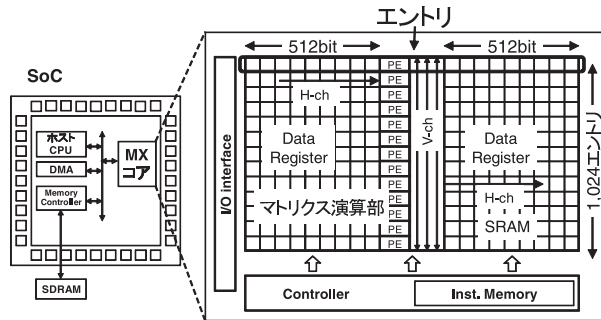 SoC
ホスト
CPU
DMA
Memory
Controller
MX
コア
SDRAM
エントリ
512bit
512bit
I/O interface
H-ch
Data
Register
マトリクス演算部
PE
PE
PE
PE
PE
PE
PE
PE
PE
PE
PE
PE
PE
V-ch
Data
Register
H-ch
SRAM
1,024エントリ
Controller
Inst. Memory